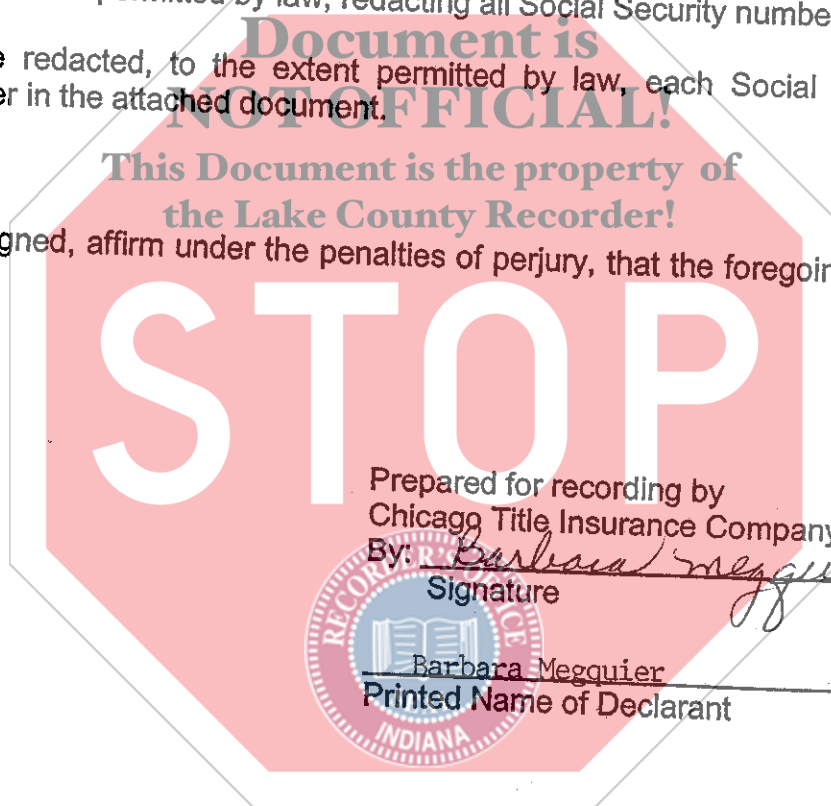 permitted by law, redacting all Social Security numbe
Document is
redacted, to the extent permitted by law, each Social
er in the attached document.
NOT OFFICIAL!
This Document is the property of
the Lake County Recorder!
gned, affirm under the penalties of perjury, that the foregoin
STOP
Prepared for recording by
Chicago Title Insurance Company
By: Barbara Megquie
Signature
RECORDER'S OFFICE
Barbara Megquier
Printed Name of Declarant
INDIANA